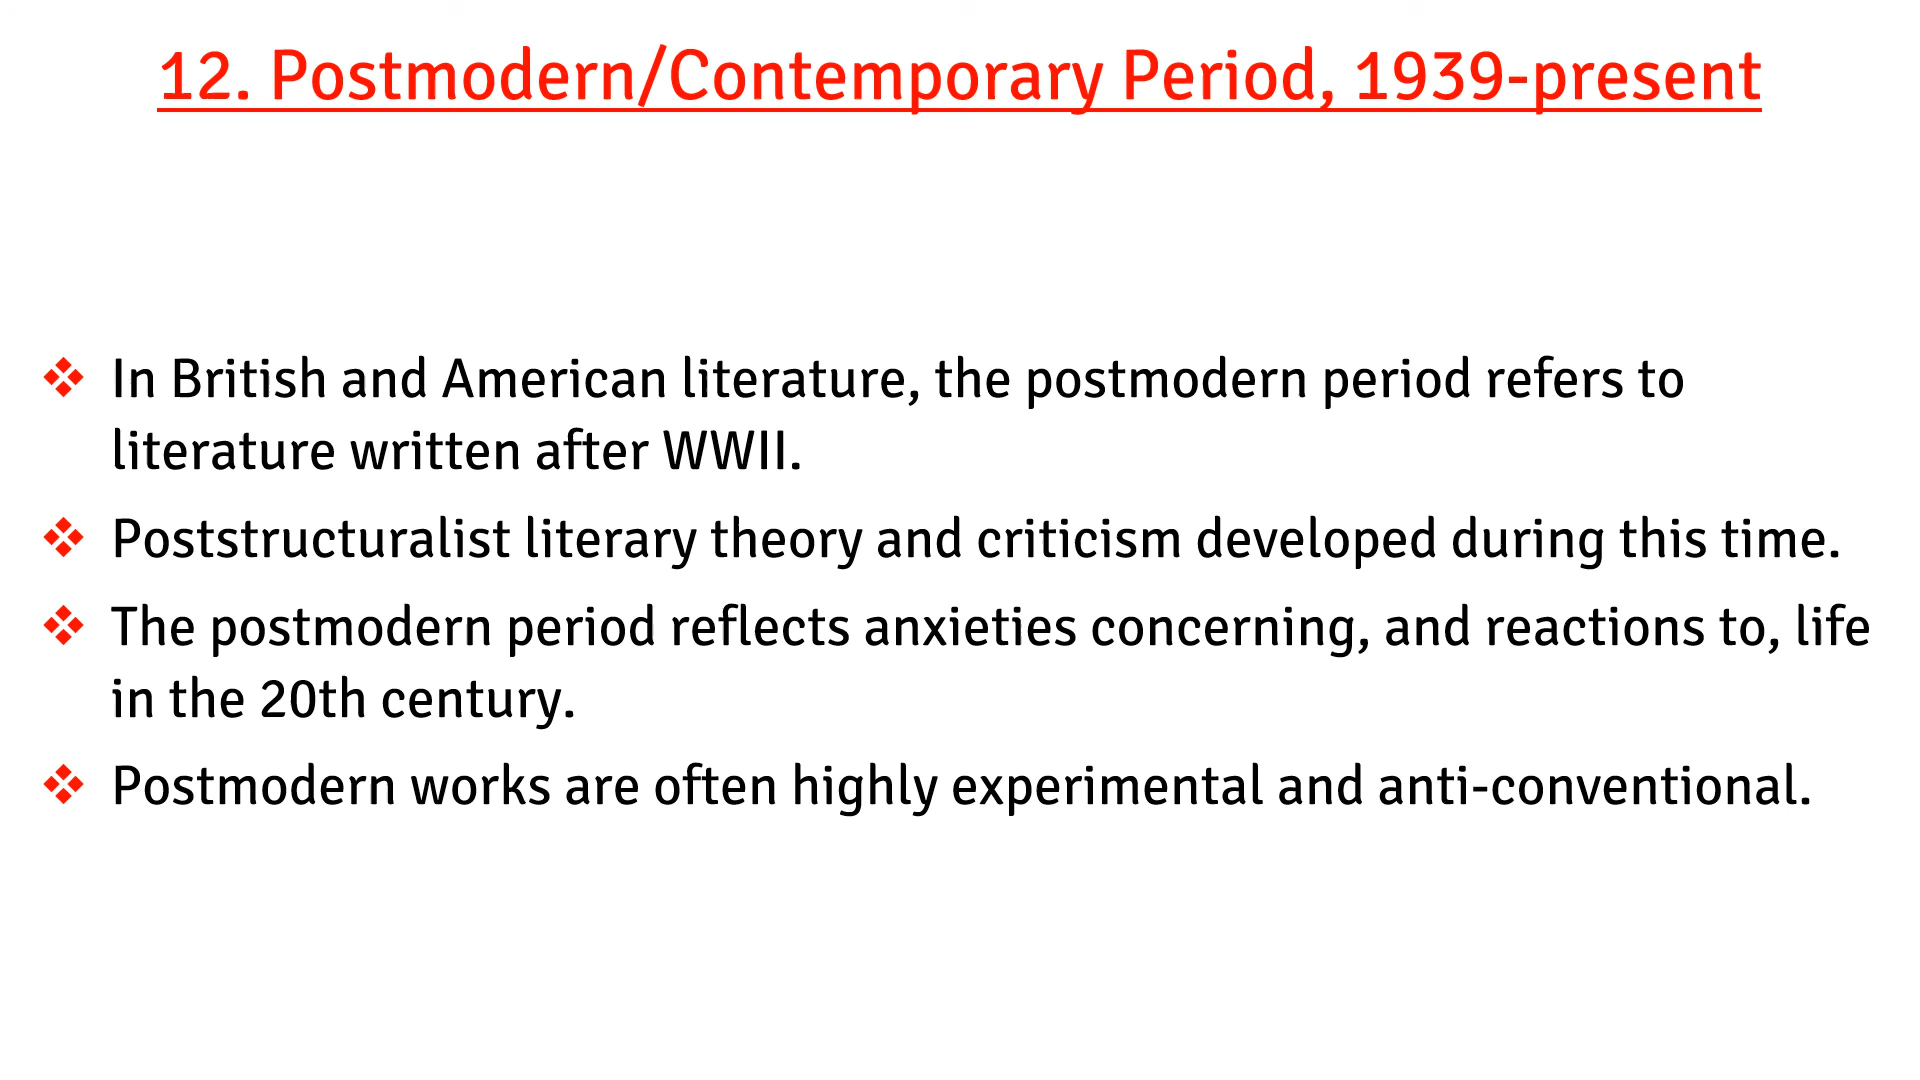 12. Postmodern/Contemporary Period, 1939-present
❖ In British and American literature, the postmodern period refers to
literature written after WWII.
❖ Poststructuralist literary theory and criticism developed during this time.
❖ The postmodern period reflects anxieties concerning, and reactions to, life
in the 20th century.
❖ Postmodern works are often highly experimental and anti-conventional.